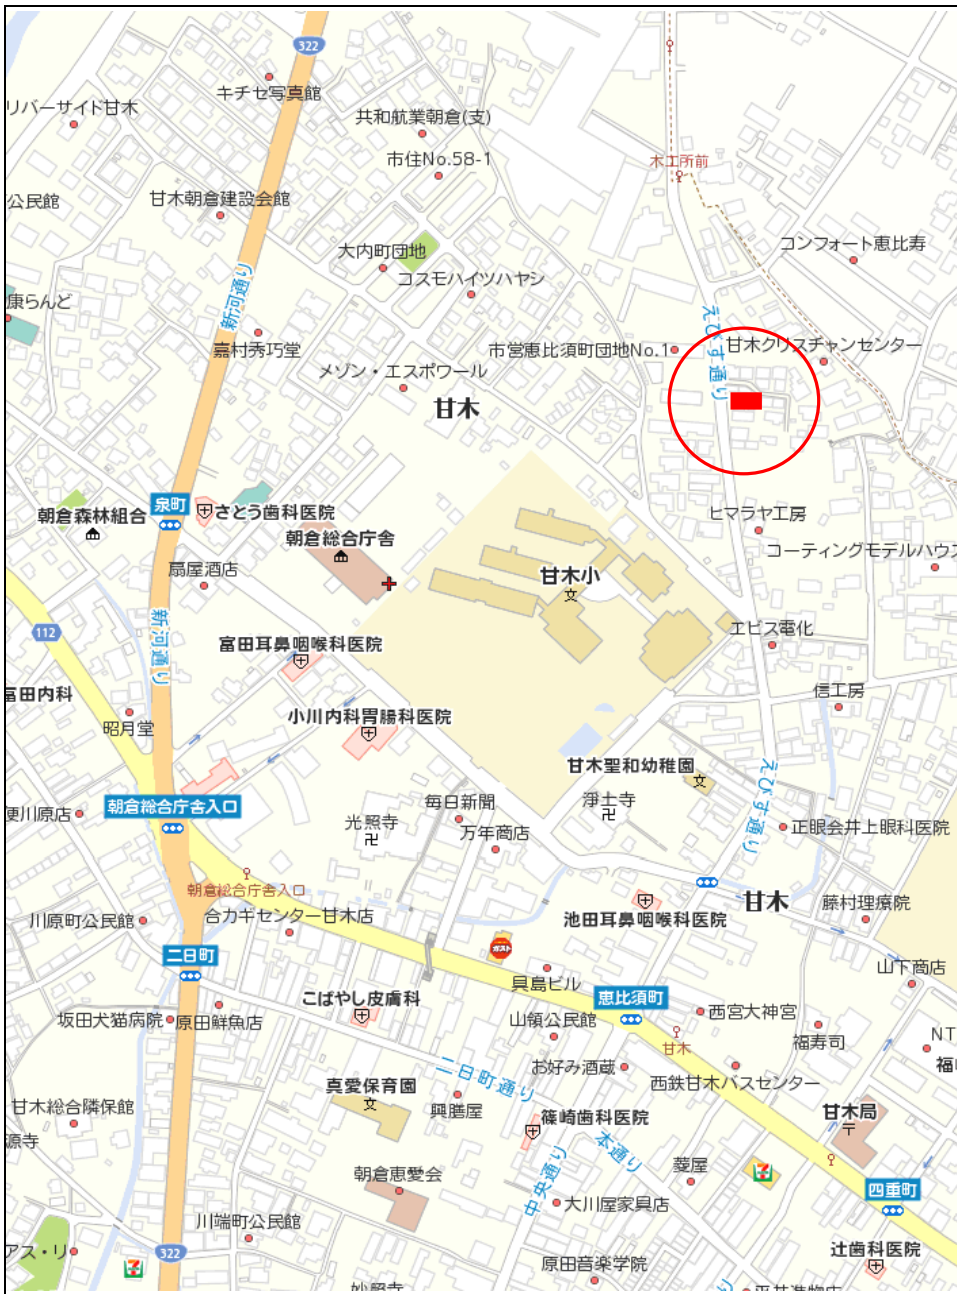 322
キチセ写真館
リバーサイド甘木
共和航業朝倉(支)
市住No.58-1
木工所前
甘木朝倉建設会館
公民館
大内町団地
コンフォート恵比寿
コスモハイツハヤシ
新河通り
康らんど
えびす通り
嘉村秀巧堂
市営恵比須町団地No.1
甘木クリスチャンセンター
メゾン・エスポワール
甘木
泉町
さとう歯科医院
朝倉森林組合
朝倉総合庁舎
ヒマラヤ工房
コーティングモデルハウス
扇屋酒店
甘木小
文
新河通り
112
富田耳鼻咽喉科医院
エビス電化
富田内科
信工房
昭月堂
小川内科胃腸科医院
甘木聖和幼稚園
文
えびす通り
朝倉総合庁舎入口
毎日新聞
浄土寺
便川原店
光照寺
万年商店
正眼会井上眼科医院
朝倉総合庁舎入口
甘木
川原町公民館
合カギセンター甘木店
池田耳鼻咽喉科医院
藤村理療院
二日町
ガスト
貝島ビル
山下商店
こばやし皮膚科
恵比須町
西宮大神宮
坂田犬猫病院
原田鮮魚店
山領公民館
福寿司
NT
甘木
お好み酒蔵
西鉄甘木バスセンター
福
二日町通り
真愛保育園
文
甘木総合隣保館
興膳屋
篠崎歯科医院
甘木局
源寺
本通り
朝倉恵愛会
中央通り
菱屋
四重町
大川屋家具店
川端町公民館
アス・リ
322
原田音楽学院
辻歯科医院